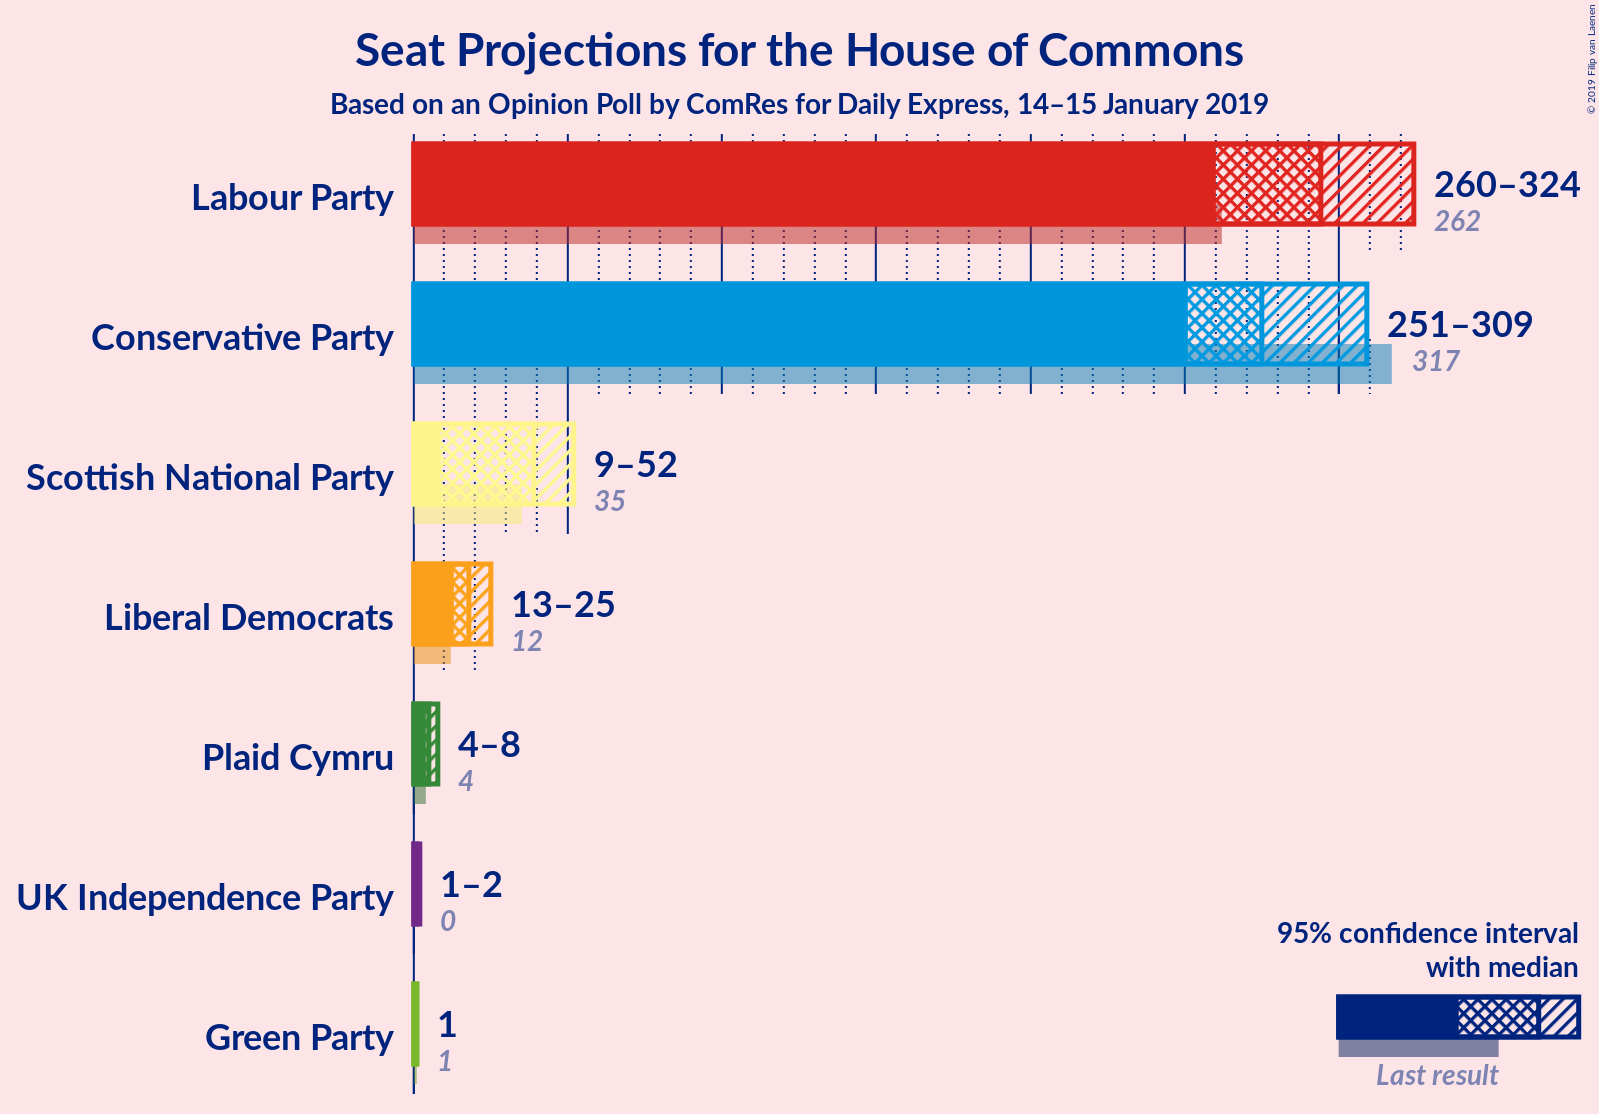 Seat Projections for the House of Commons
Based on an Opinion Poll by ComRes for Daily Express, 14–15 January 2019
© 2019 Filip van Laenen
Labour Party
260–324
262
Conservative Party
251–309
317
Scottish National Party
9–52
35
Liberal Democrats
13–25
12
Plaid Cymru
4–8
4
UK Independence Party
1–2
0
Green Party
1
1
95% confidence interval
with median
Last result